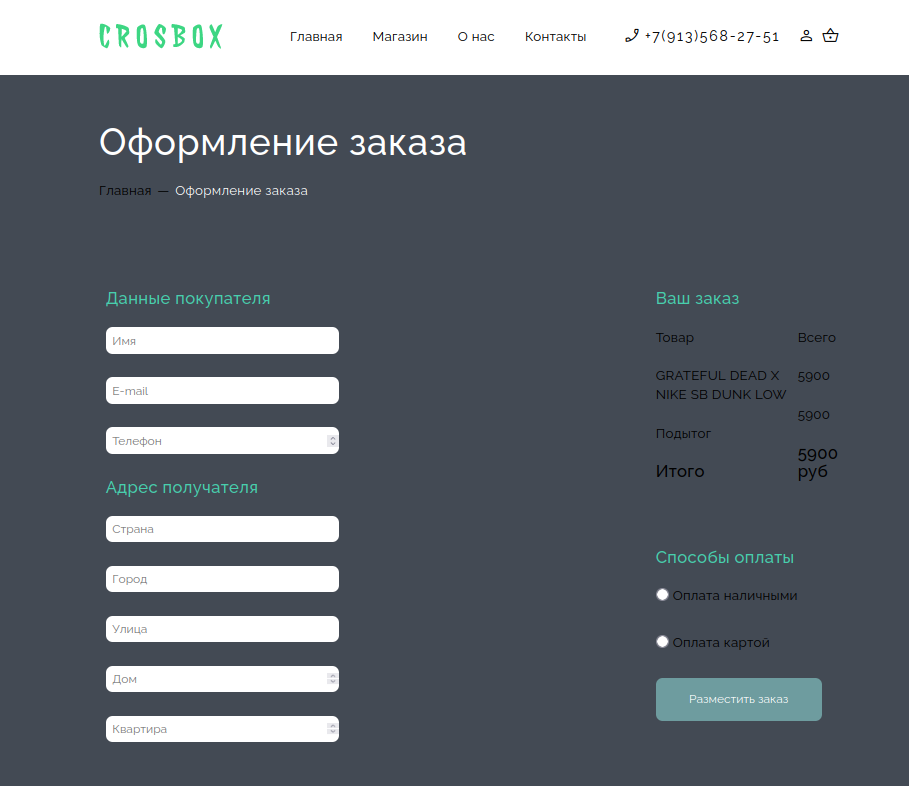 CROSBOX
Главная Магазин О нас Контакты +7(913)568-27-51
Оформление заказа
Главная — Оформление заказа
Данные покупателя
Имя
E-mail
Телефон
Адрес получателя
Страна
Город
Улица
Дом
Квартира
Ваш заказ
Товар Всего
GRATEFUL DEAD X 5900
NIKE SB DUNK LOW
5900
Подытог
5900
Итого руб
Способы оплаты
Оплата наличными
Оплата картой
Разместить заказ